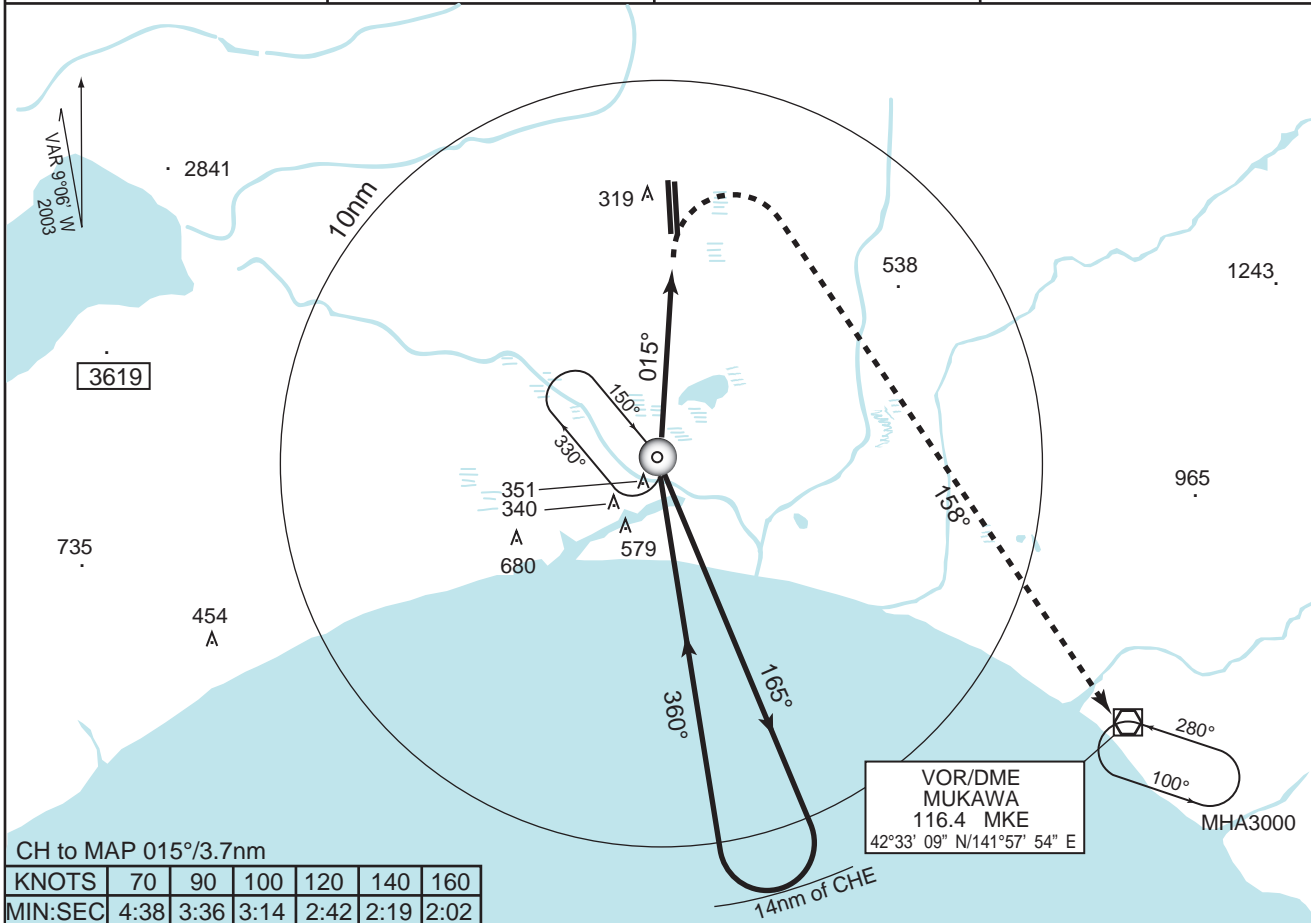 VAR 9°06' W
2003
2841
10nm
319
538
1243
3619
015°
150°
330°
351
340
579
680
965
158°
735
454
165°
360°
280°
100°
MHA3000
VOR/DME
MUKAWA
116.4 MKE
42°33' 09" N/141°57' 54" E
14nm of CHE
CH to MAP 015°/3.7nm
KNOTS 70 90 100 120 140 160
MIN:SEC 4:38 3:36 3:14 2:42 2:19 2:02